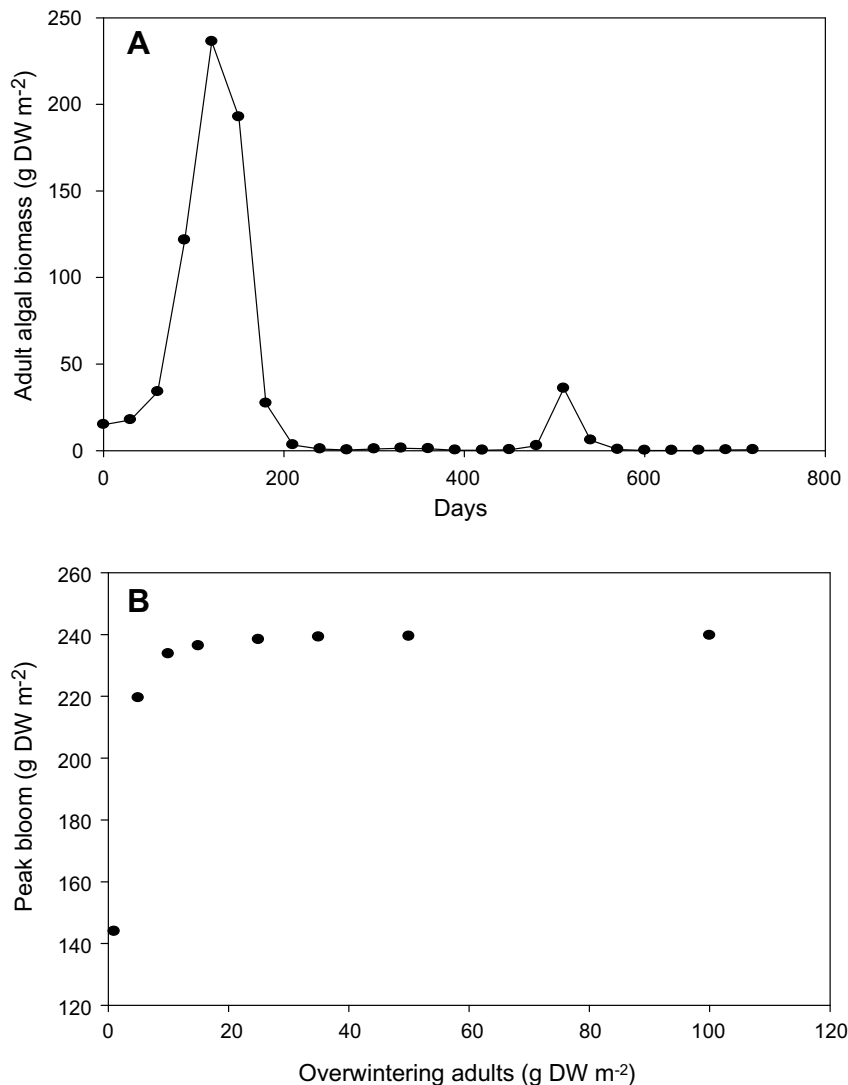 A
250
200
150
100
50
0
Adult algal biomass (g DW m-2)
0 200 400 600 800
Days
B
260
240
220
200
180
160
140
120
Peak bloom (g DW m-2)
0 20 40 60 80 100 120
Overwintering adults (g DW m-2)